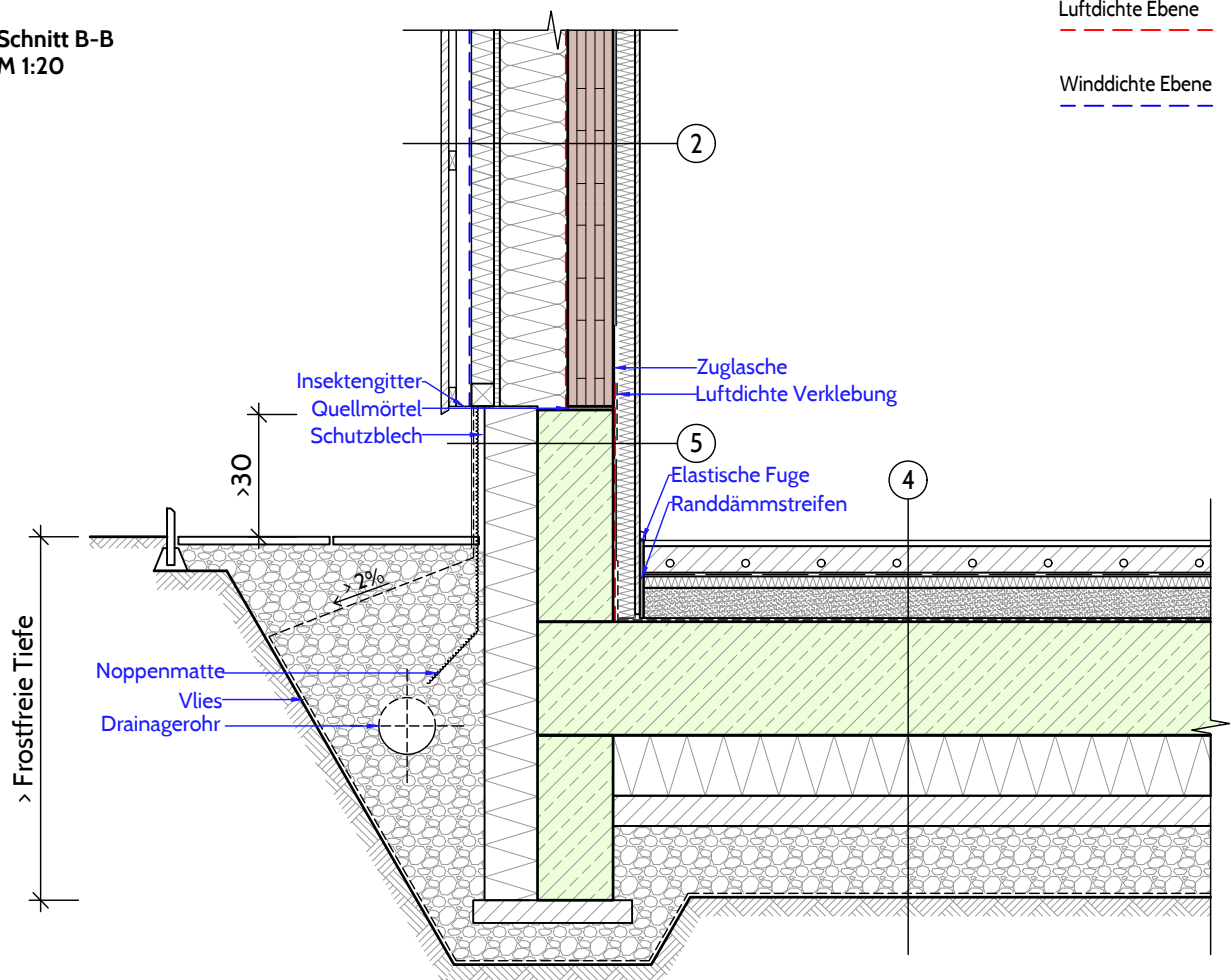 Schnitt B-B
M 1:20
Luftdichte Ebene
Winddichte Ebene
2
Insektengitter
Quellmörtel
Schutzblech
Zuglasche
Luftdichte Verklebung
5
Elastische Fuge
Randdämmstreifen
4
>30
> 2%
> Frostfreie Tiefe
Noppenmatte
Vlies
Drainagerohr